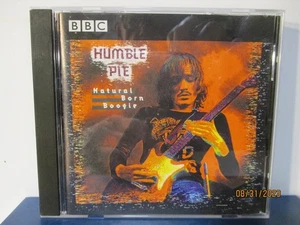 BBC
HUMBLE
PIE
Natural
Born
Boogie
08/31/2009